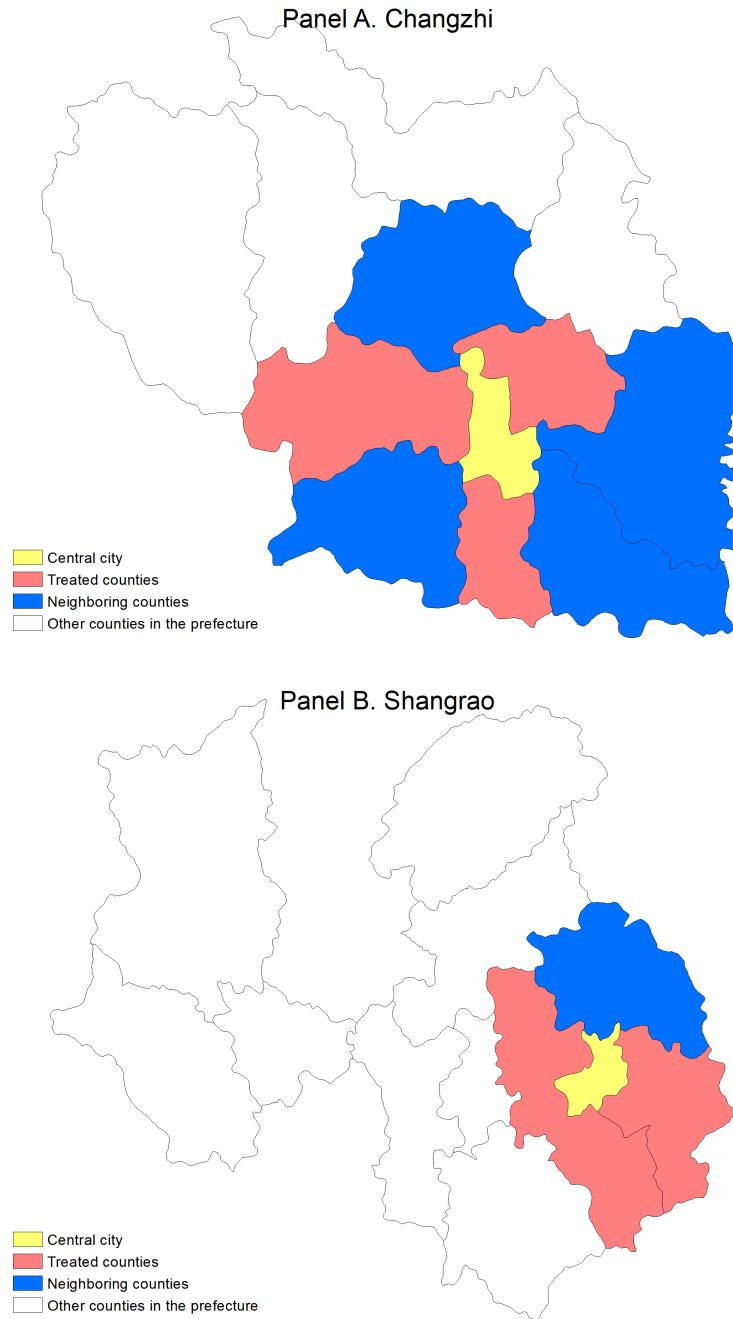 Panel A. Changzhi
Central city
Treated counties
Neighboring counties
Other counties in the prefecture
Panel B. Shangrao
Central city
Treated counties
Neighboring counties
Other counties in the prefecture